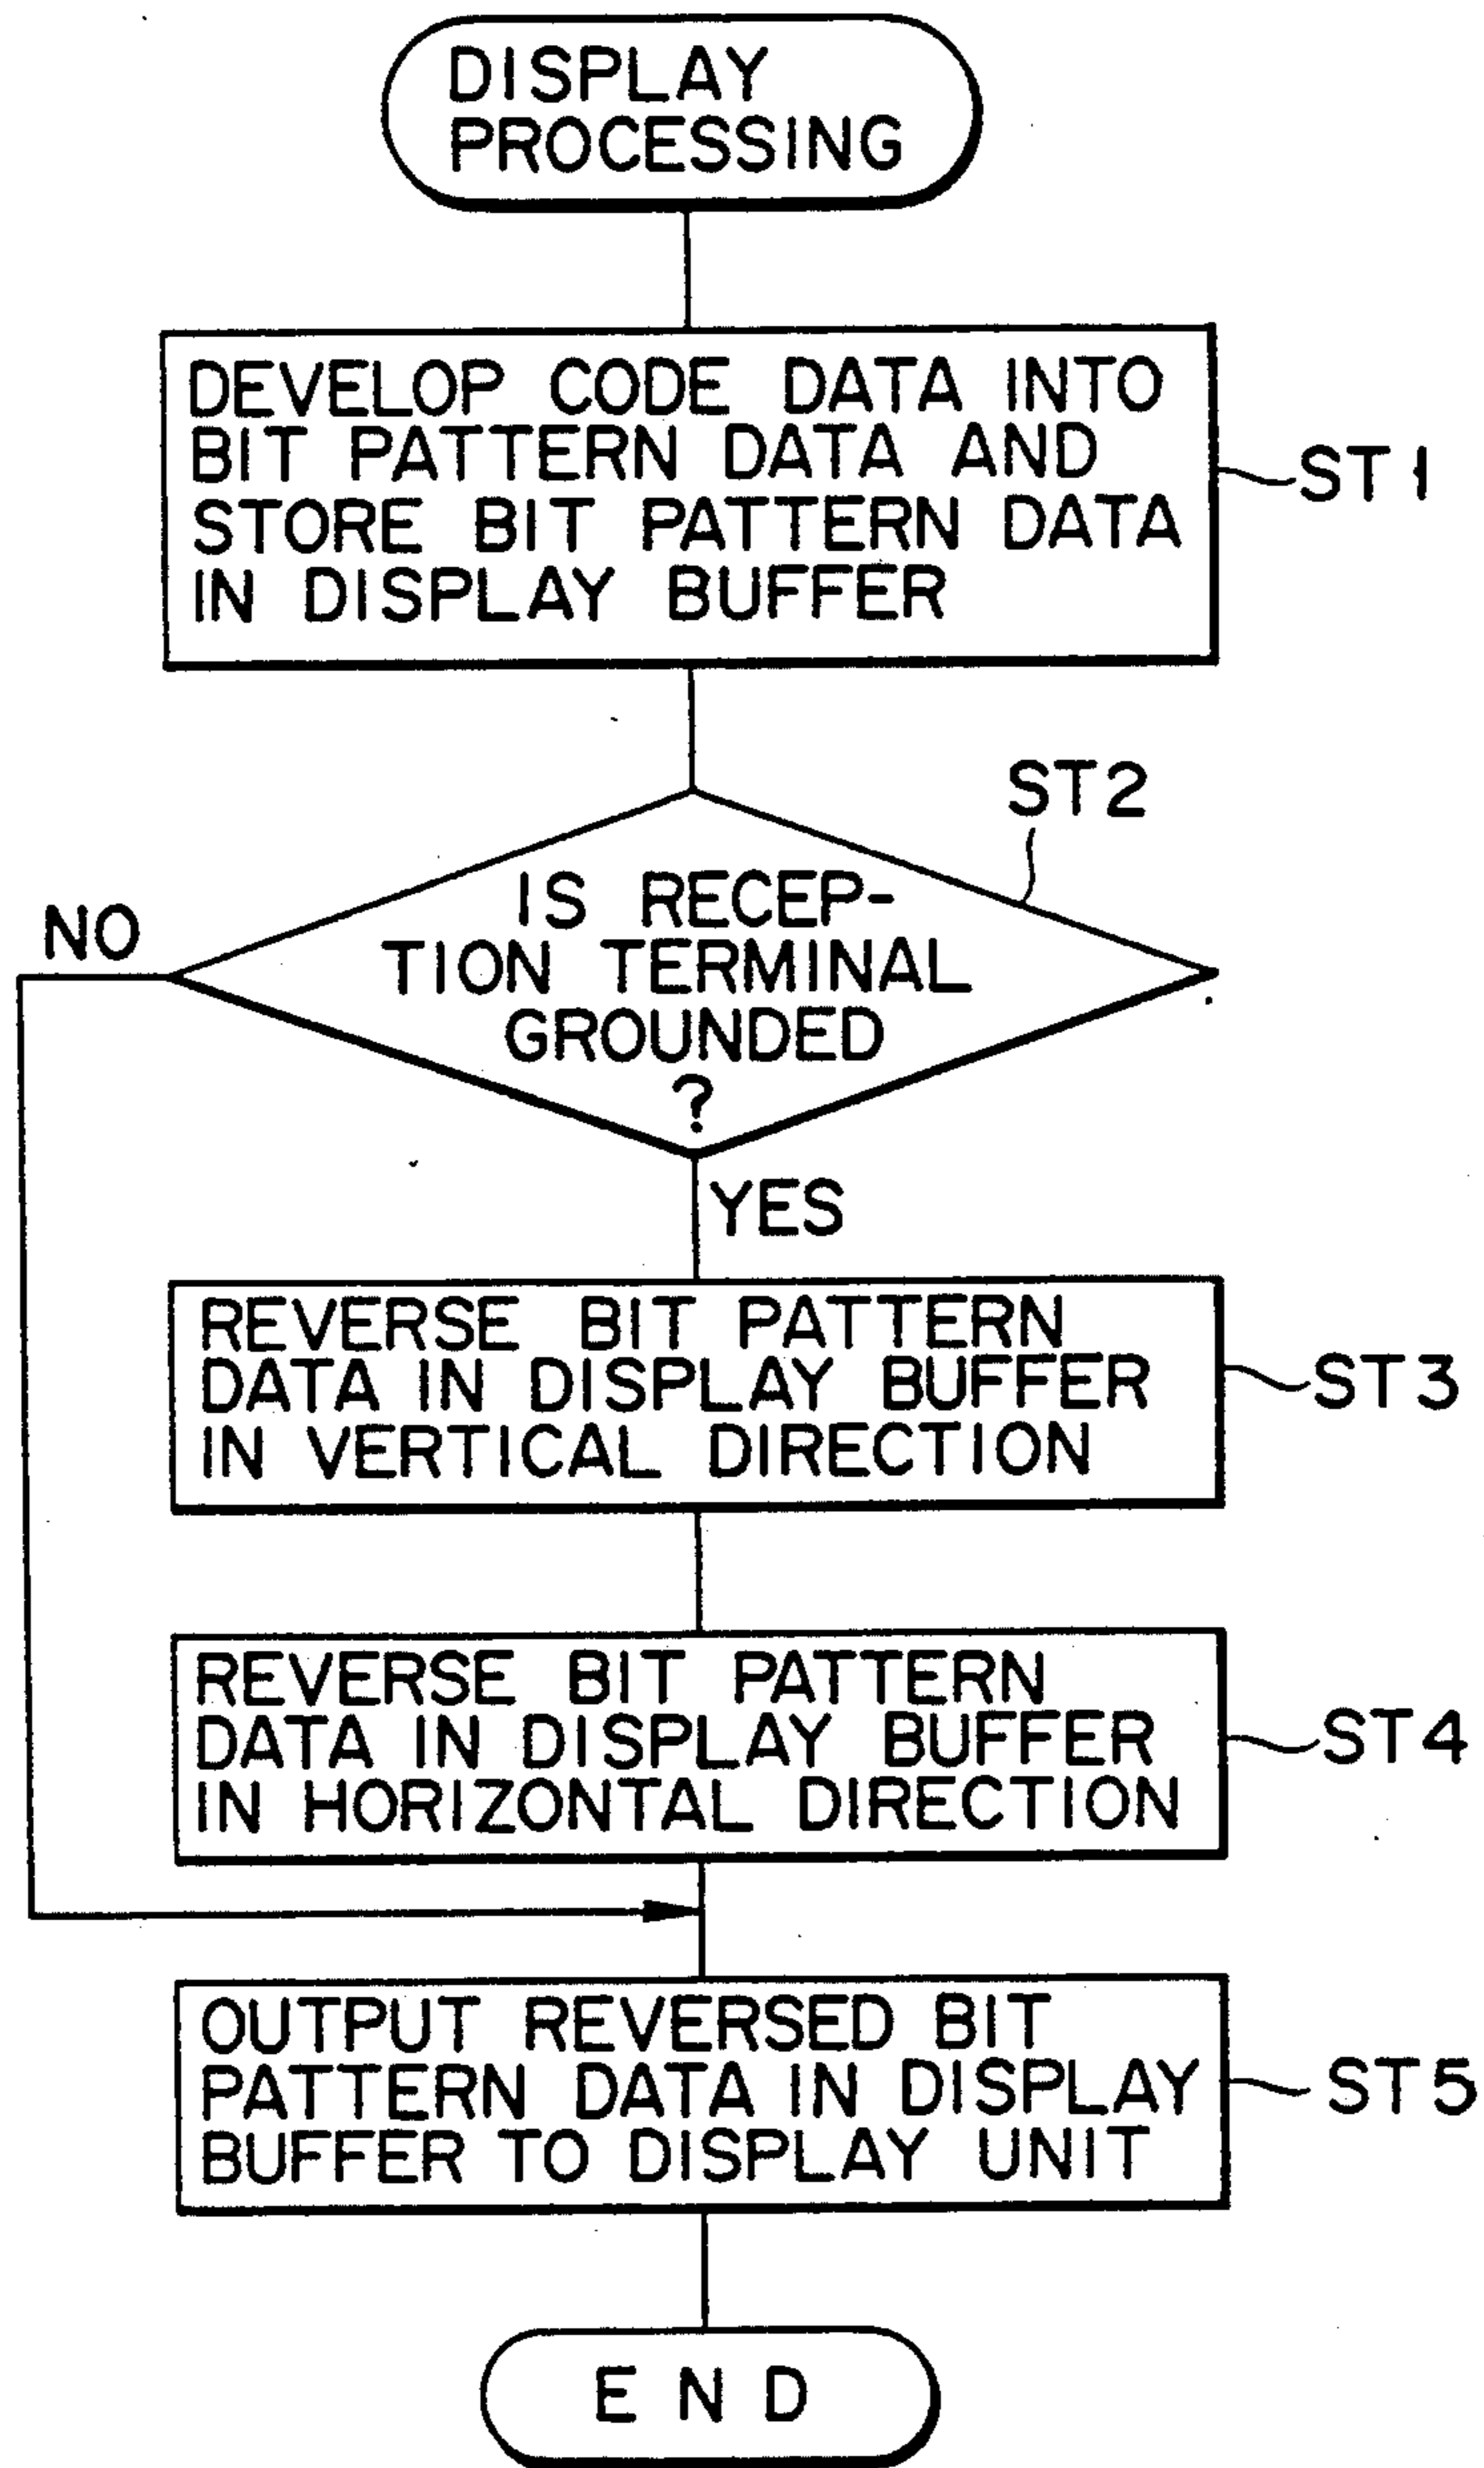 DISPLAY
PROCESSING
DEVELOP CODE DATA INTO
BIT PATTERN DATA AND
STORE BIT PATTERN DATA
IN DISPLAY BUFFER
ST1
ST2
IS RECEP-
TION TERMINAL
GROUNDED
?
NO
YES
REVERSE BIT PATTERN
DATA IN DISPLAY BUFFER
IN VERTICAL DIRECTION
ST3
REVERSE BIT PATTERN
DATA IN DISPLAY BUFFER
IN HORIZONTAL DIRECTION
ST4
OUTPUT REVERSED BIT
PATTERN DATA IN DISPLAY
BUFFER TO DISPLAY UNIT
ST5
END